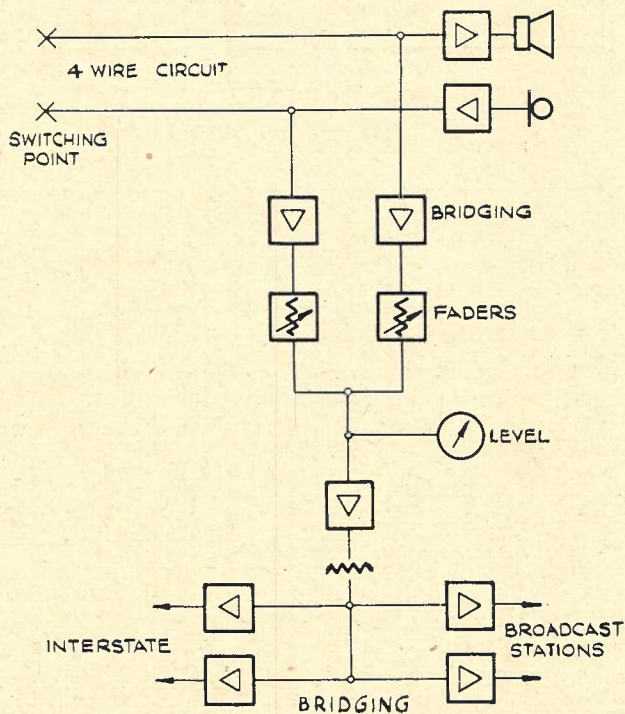 4 WIRE CIRCUIT
SWITCHING
POINT
BRIDGING
FADERS
LEVEL
INTERSTATE
BROADCAST
STATIONS
BRIDGING